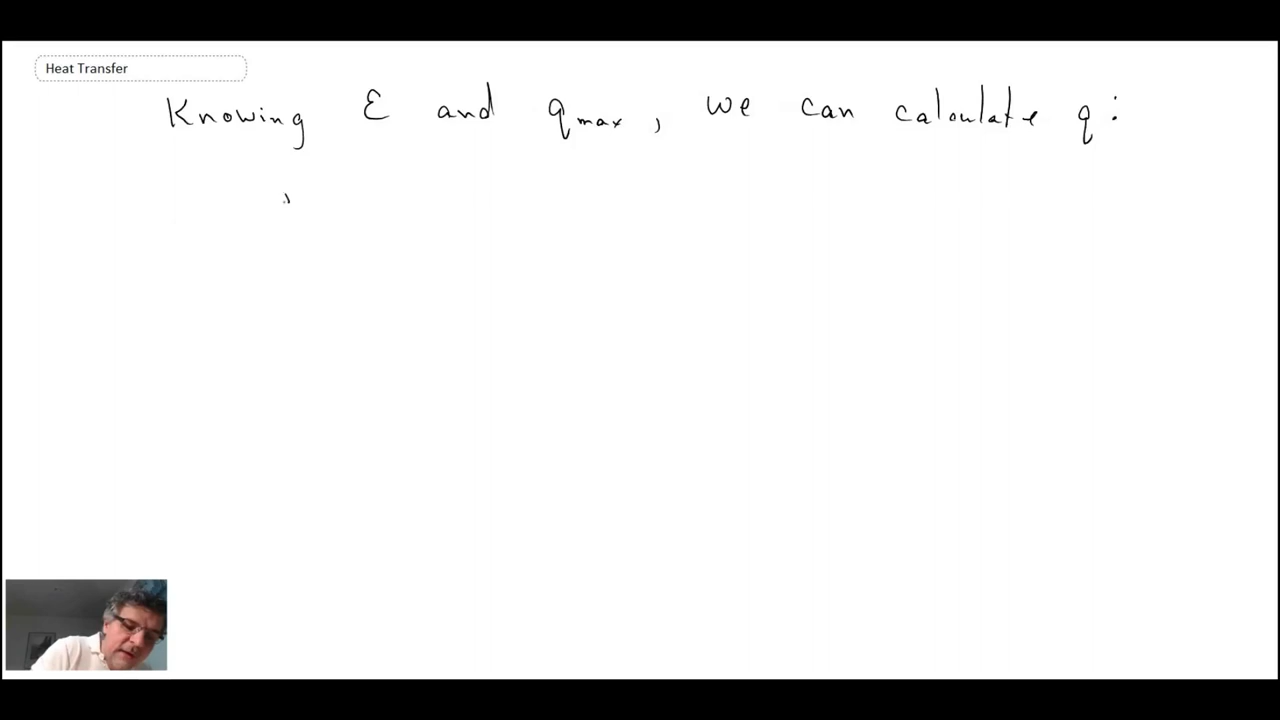 Heat Transfer
Knowing ε and qmax, we can calculate q: